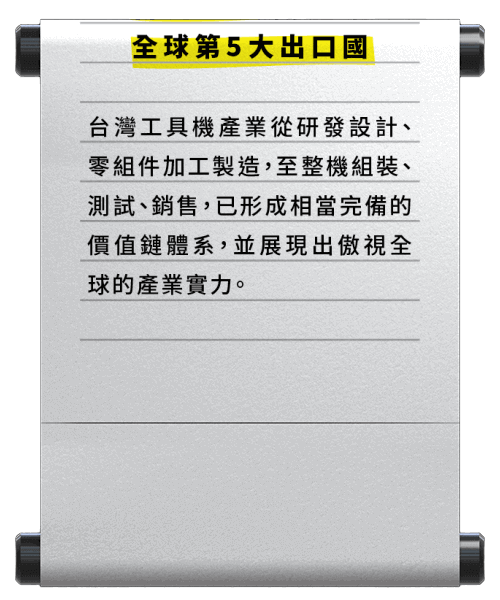 全球第5大出口國
台灣工具機產業從研發設計、
零組件加工製造，至整機組裝、
測試、銷售，已形成相當完備的
價值鏈體系，並展現出傲視全
球的產業實力。